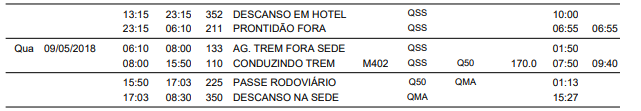 13:15 23:15 352 DESCANSO EM HOTEL QSS 10:00
23:15 06:10 211 PRONTIDÃO FORA QSS 06:55 06:55
Qua 09/05/2018 06:10 08:00 133 AG. TREM FORA SEDE QSS 01:50
08:00 15:50 110 CONDUZINDO TREM M402 QSS Q50 170.0 07:50 09:40
15:50 17:03 225 PASSE RODOVIÁRIO Q50 QMA 01:13
17:03 08:30 350 DESCANSO NA SEDE QMA 15:27